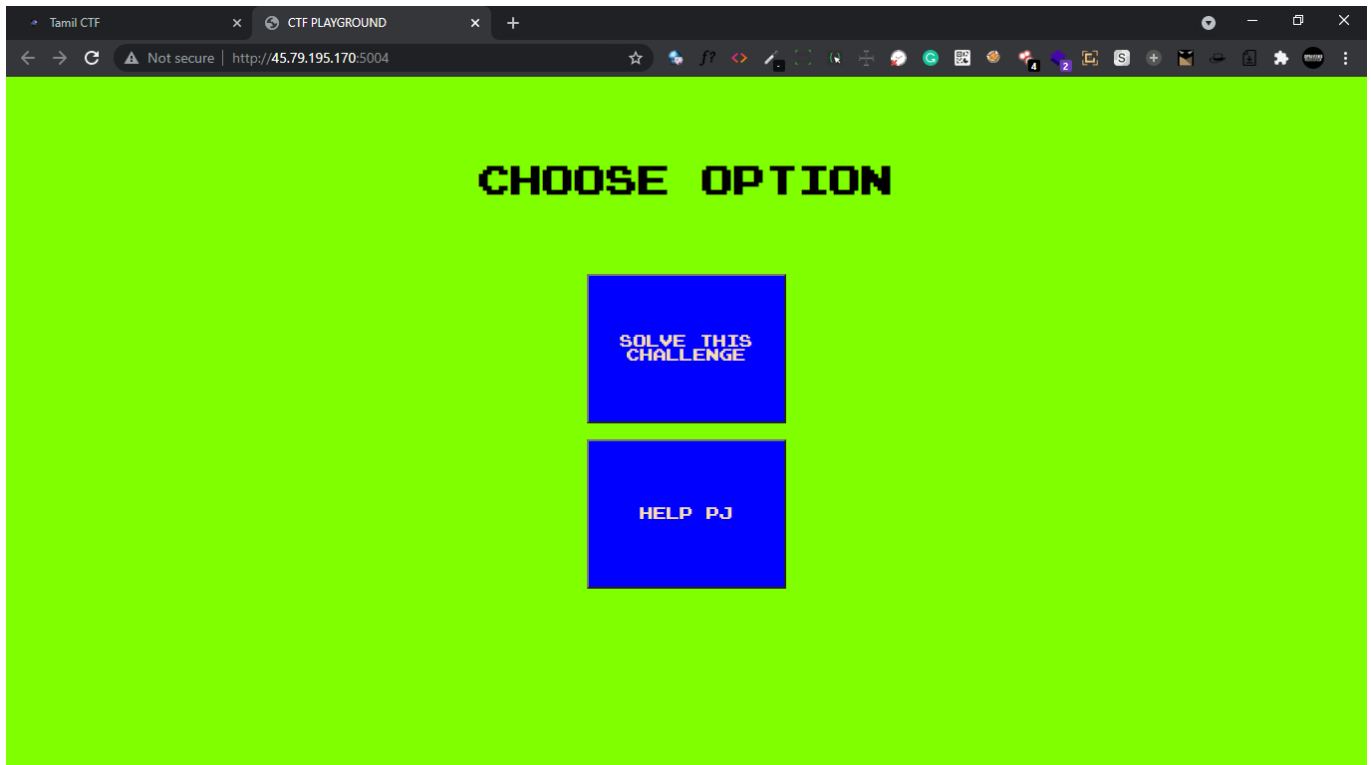 Tamil CTF
CTF PLAYGROUND
Not secure | http://45.79.195.170:5004
CHOOSE OPTION
SOLVE THIS
CHALLENGE
HELP PJ